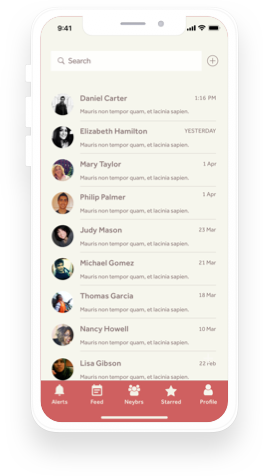 9:41
Search
Daniel Carter 1:16 PM
Mauris non tempor quam, et lacinia sapien.
Elizabeth Hamilton YESTERDAY
Mauris non tempor quam, et lacinia sapien.
Mary Taylor 1 Apr
Mauris non tempor quam, et lacinia sapien.
Philip Palmer 1 Apr
Mauris non tempor quam, et lacinia sapien.
Judy Mason 25 Mar
Mauris non tempor quam, et lacinia sapien.
Michael Gomez 21 Mar
Mauris non tempor quam, et lacinia sapien.
Thomas Garcia 18 Mar
Mauris non tempor quam, et lacinia sapien.
Nancy Howell 10 Mar
Mauris non tempor quam, et lacinia sapien.
Lisa Gibson 22 Feb
Mauris non tempor quam, et lacinia sapien.
Alerts Feed Neybrs Starred Profile